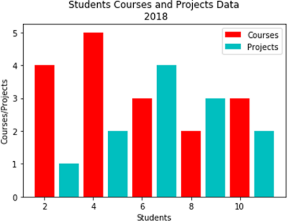 Students Courses and Projects Data
2018
Courses
Projects
Courses/Projects
5
4
3
2
1
0
2 4 6 8 10
Students